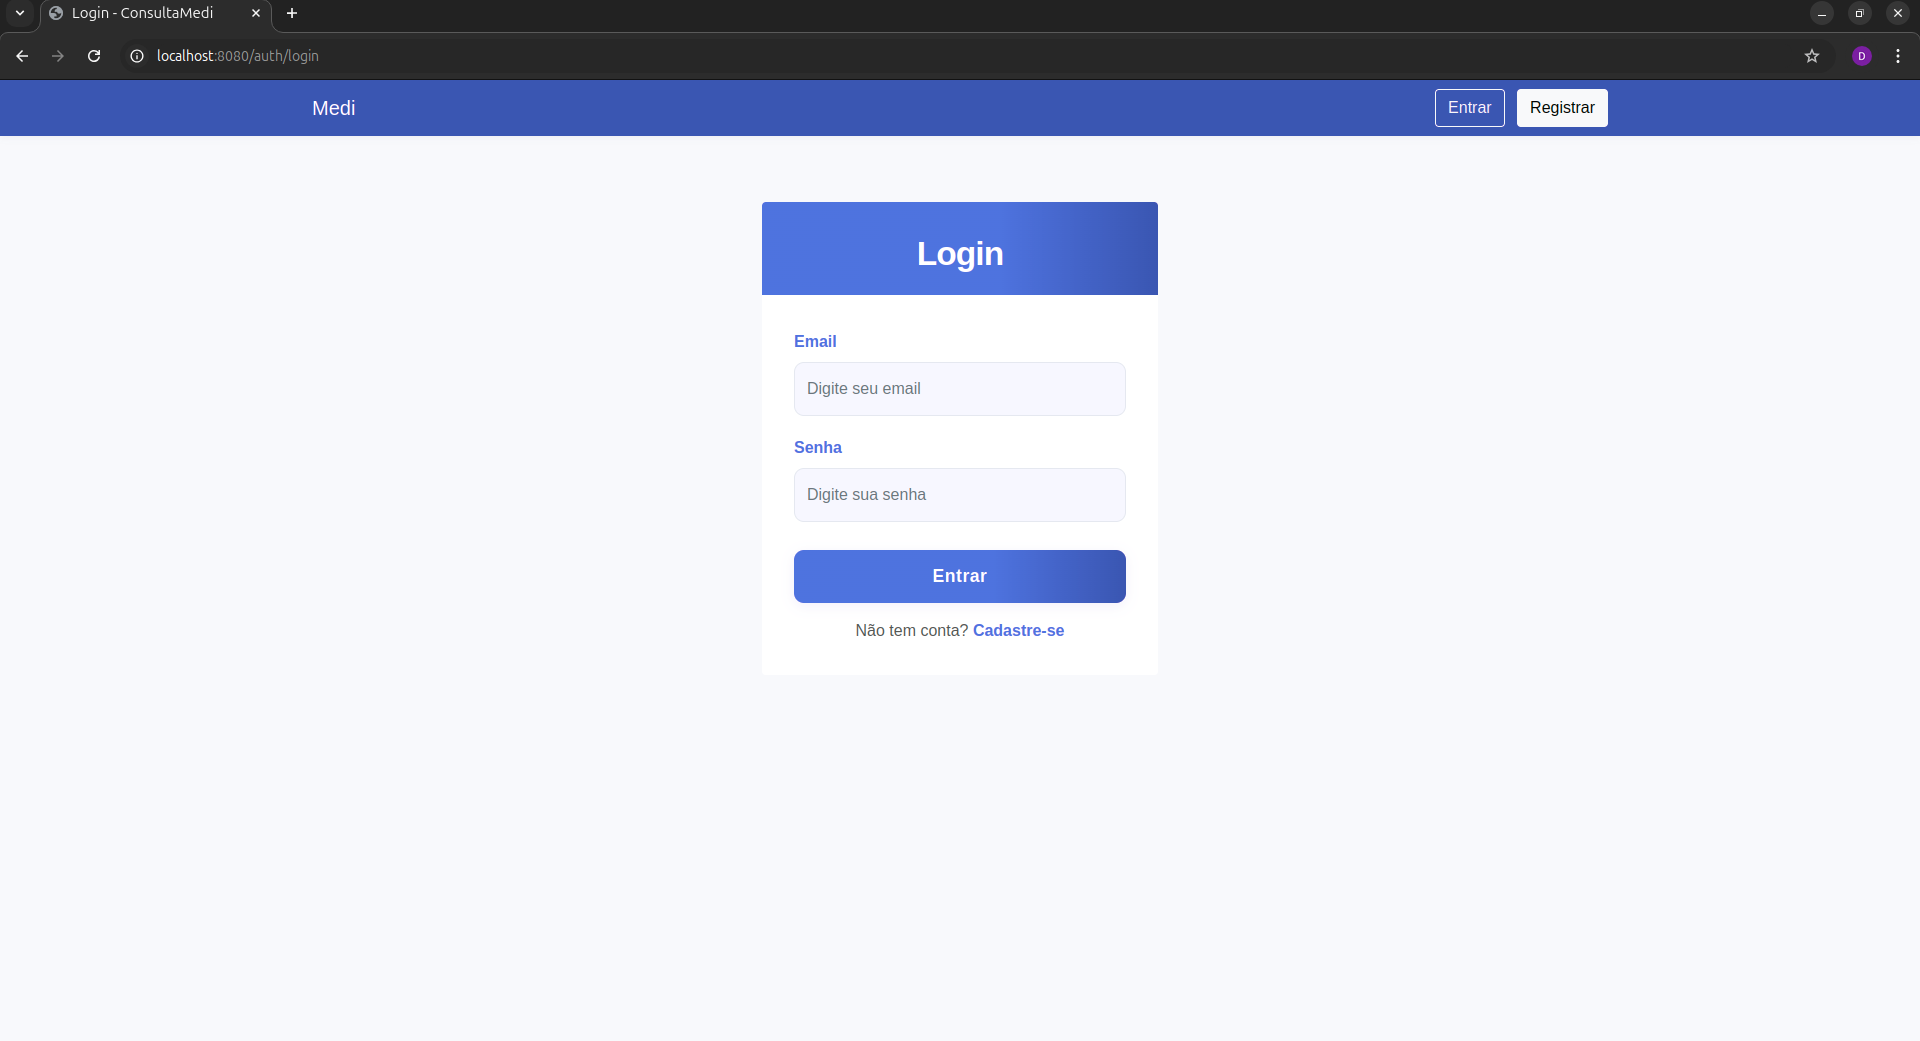 Login - ConsultaMedi
localhost:8080/auth/login
D
Medi
Entrar
Registrar
Login
Email
Digite seu email
Senha
Digite sua senha
Entrar
Não tem conta? Cadastre-se